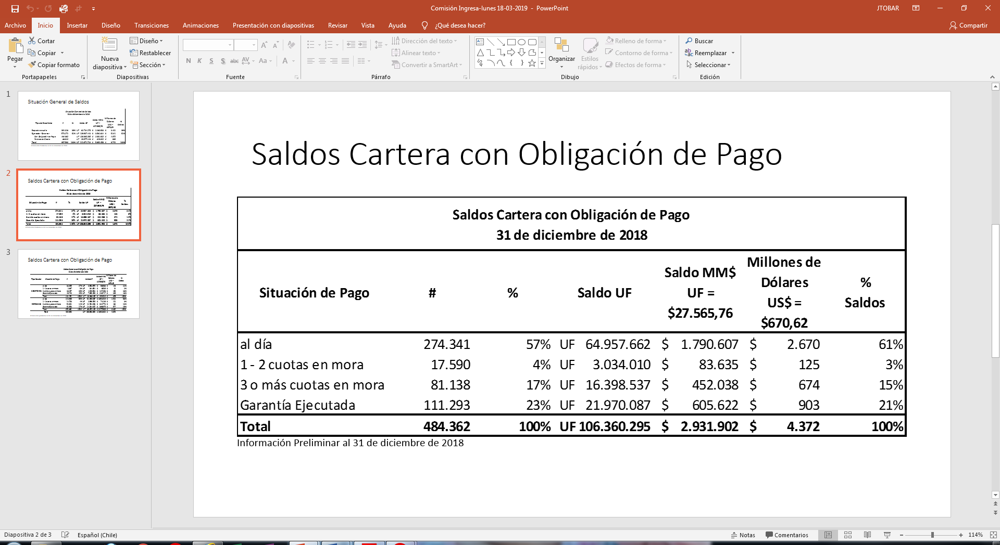 Comisión Ingresa-lunes 18-03-2019 - PowerPoint
JTOBAR
Archivo Inicio Insertar Diseño Transiciones Animaciones Presentación con diapositivas Revisar Vista Ayuda ¿Qué desea hacer? Compartir
Pegar
Cortar
Copiar
Copiar formato
Portapapeles
Nueva diapositiva
Diseño
Restablecer
Sección
Diapositivas
N K S S abc AV Aa A
Fuente
Dirección del texto
Alinear texto
Convertir a SmartArt
Párrafo
Organizar
Estilos rápidos
Relleno de forma
Contorno de forma
Efectos de forma
Dibujo
Buscar
Reemplazar
Seleccionar
Edición
1
Situación General de Saldos
2
Saldos Cartera con Obligación de Pago
3
Saldos Cartera con Obligación de Pago
Saldos Cartera con Obligación de Pago
Saldos Cartera con Obligación de Pago
31 de diciembre de 2018
Situación de Pago # % Saldo UF Saldo MM$ UF = $27.565,76 Millones de Dólares US$ = $670,62 % Saldos
al día 274.341 57% UF 64.957.662 $ 1.790.607 $ 2.670 61%
1 - 2 cuotas en mora 17.590 4% UF 3.034.010 $ 83.635 $ 125 3%
3 o más cuotas en mora 81.138 17% UF 16.398.537 $ 452.038 $ 674 15%
Garantía Ejecutada 111.293 23% UF 21.970.087 $ 605.622 $ 903 21%
Total 484.362 100% UF 106.360.295 $ 2.931.902 $ 4.372 100%
Información Preliminar al 31 de diciembre de 2018
Diapositiva 2 de 3 Español (Chile) Notas Comentarios 114%